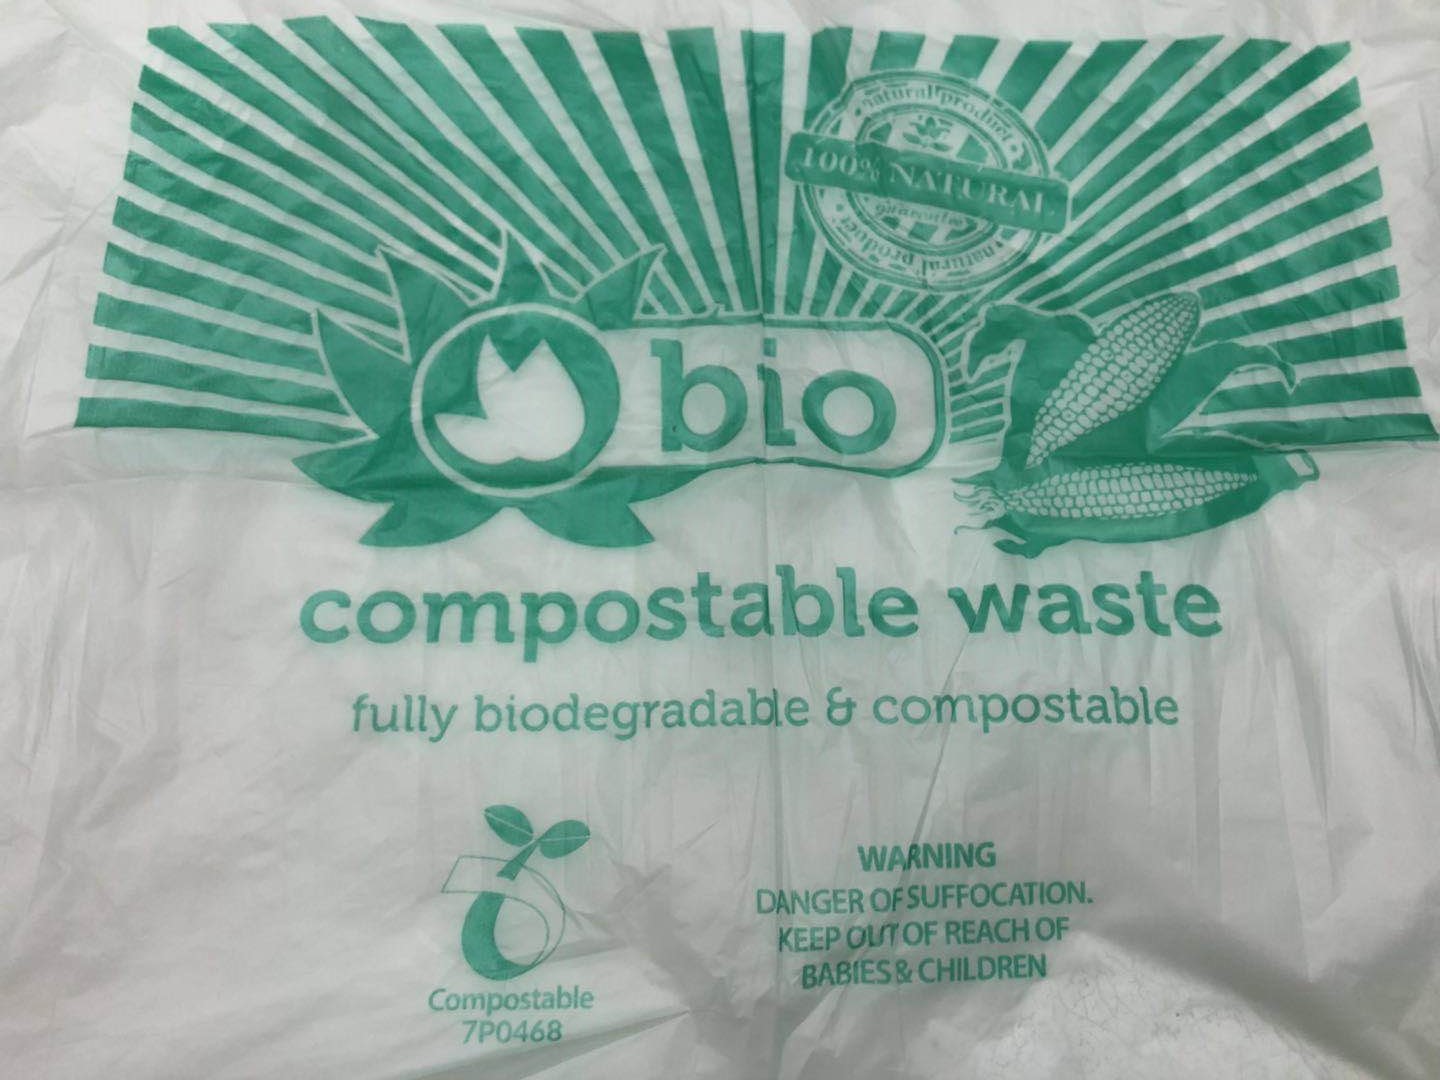 natural product
100% NATURAL
guarantee
natural product
bio
compostable waste
fully biodegradable & compostable
WARNING
DANGER OF SUFFOCATION.
KEEP OUT OF REACH OF
BABIES & CHILDREN
Compostable
7P0468